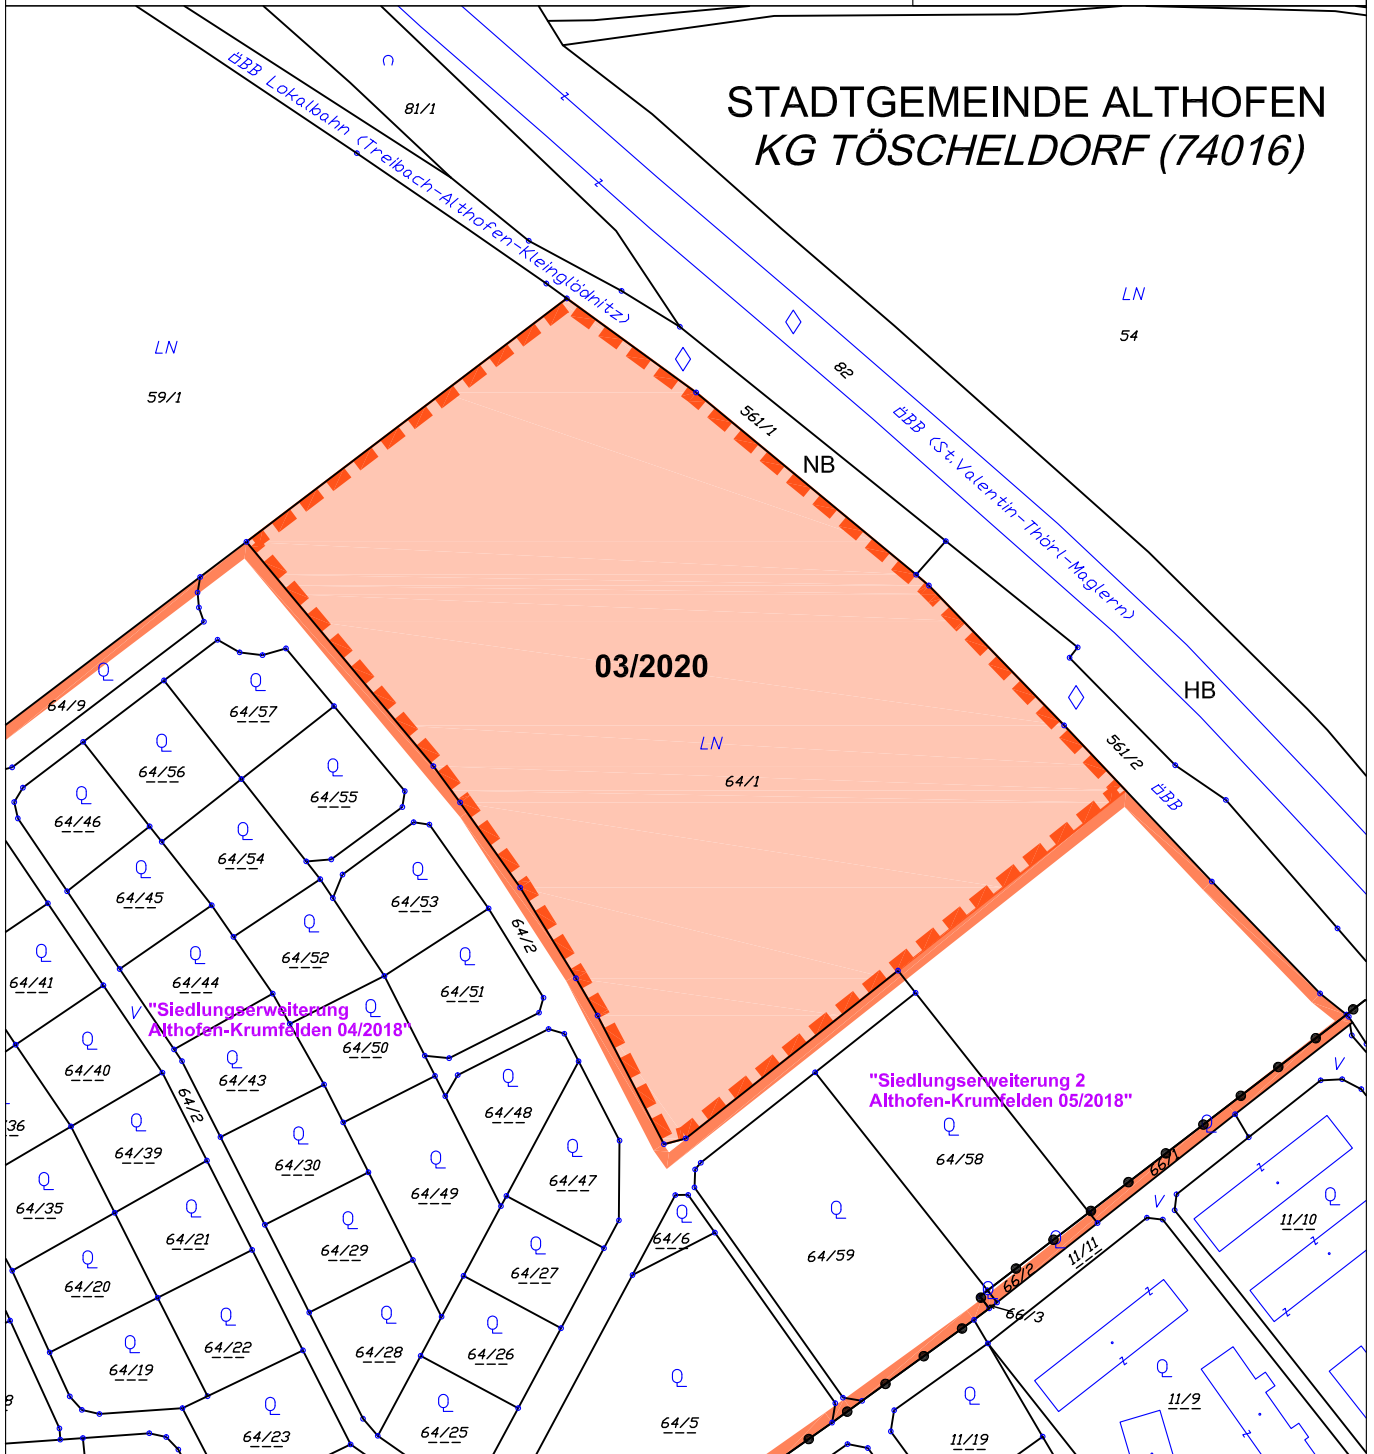 STADTGEMEINDE ALTHOFEN
KG TÖSCHELDORF (74016)
ÖBB Lokalbahn (Treibach-Althofen-Kleinglödnitz)
81/1
LN
54
LN
59/1
82
561/1
NB
ÖBB (St.Valentin-Thörl-Maglern)
HB
03/2020
LN
64/1
561/2
ÖBB
Q
64/9
Q
64/57
Q
64/56
Q
64/55
Q
64/46
Q
64/54
Q
64/45
Q
64/53
Q
64/52
64/2
Q
64/41
Q
64/44
Q
64/51
V
"Siedlungserweiterung
Althofen-Krumfelden 04/2018"
Q
64/50
Q
64/40
Q
64/43
64/2
Q
64/48
"Siedlungserweiterung 2
Althofen-Krumfelden 05/2018"
Q
64/58
V
Q
66/1
36
Q
64/39
Q
64/30
Q
64/49
Q
64/47
Q
64/35
Q
64/21
Q
64/29
Q
64/6
Q
64/59
Q
11/11
V
Q
11/10
Q
64/20
Q
64/27
Q
66/2
66/3
Q
64/19
Q
64/22
Q
64/28
Q
64/26
Q
64/5
Q
11/9
8
Q
64/23
Q
64/25
Q
11/19